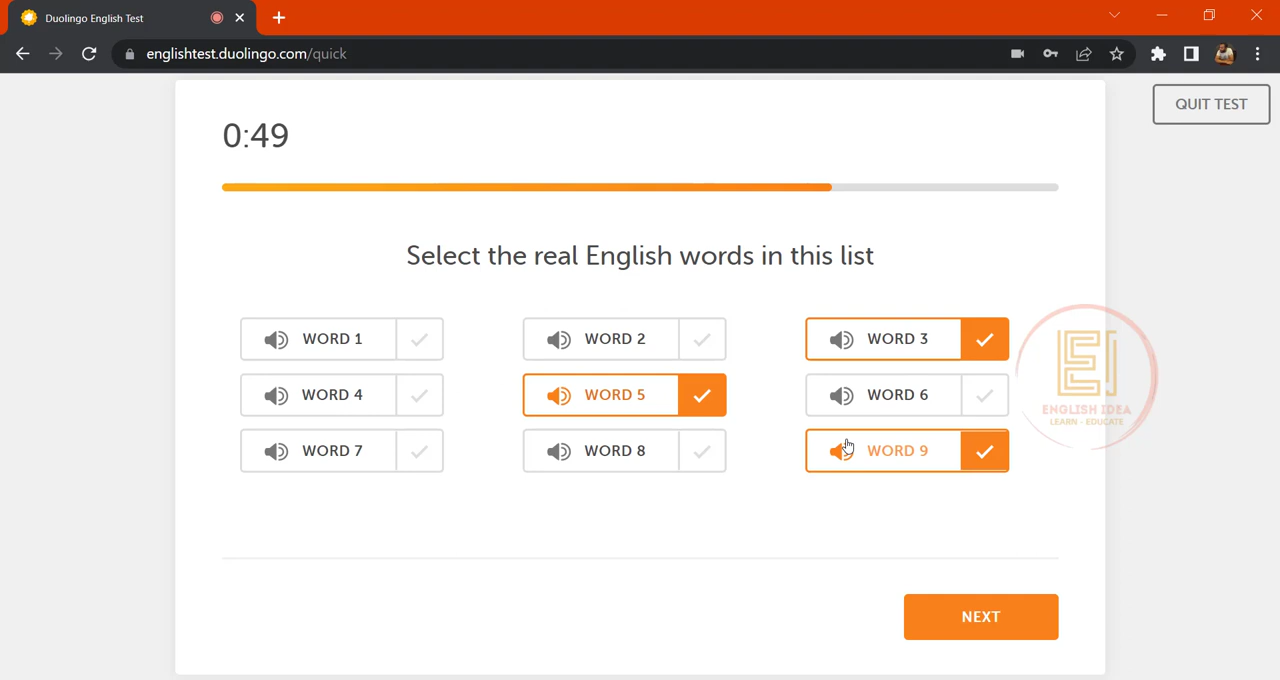 Duolingo English Test
englishtest.duolingo.com/quick
QUIT TEST
0:49
Select the real English words in this list
WORD 1 WORD 2 WORD 3
WORD 4 WORD 5 WORD 6
WORD 7 WORD 8 WORD 9
EI
ENGLISH IDEA
LEARN - EDUCATE
NEXT